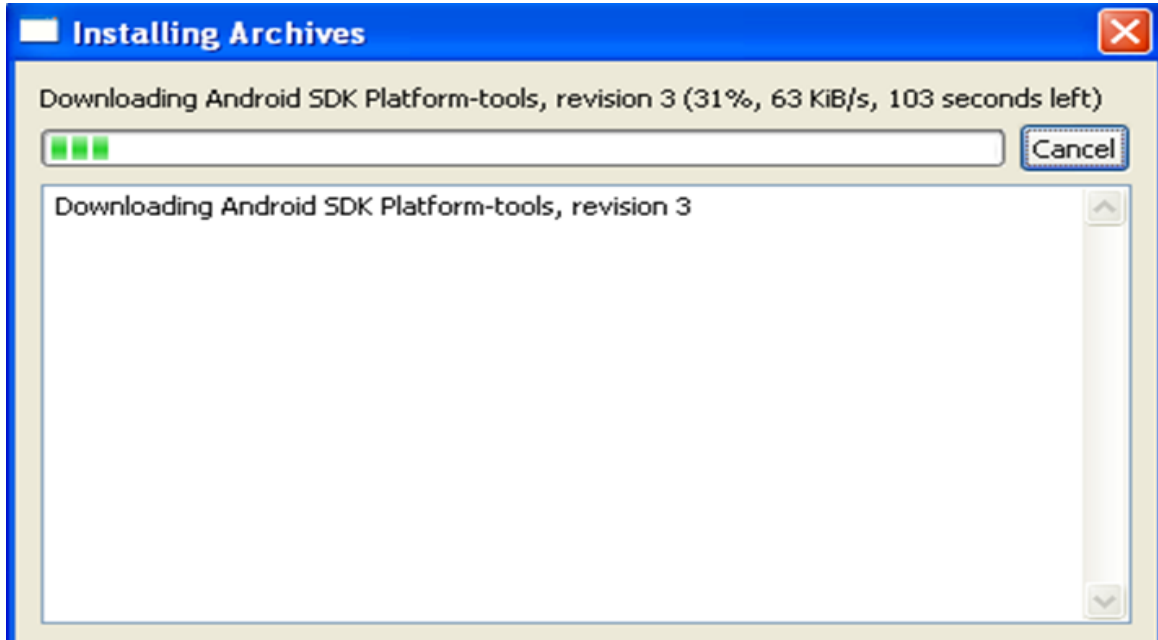 Installing Archives
Downloading Android SDK Platform-tools, revision 3 (31%, 63 KiB/s, 103 seconds left)
Cancel
Downloading Android SDK Platform-tools, revision 3